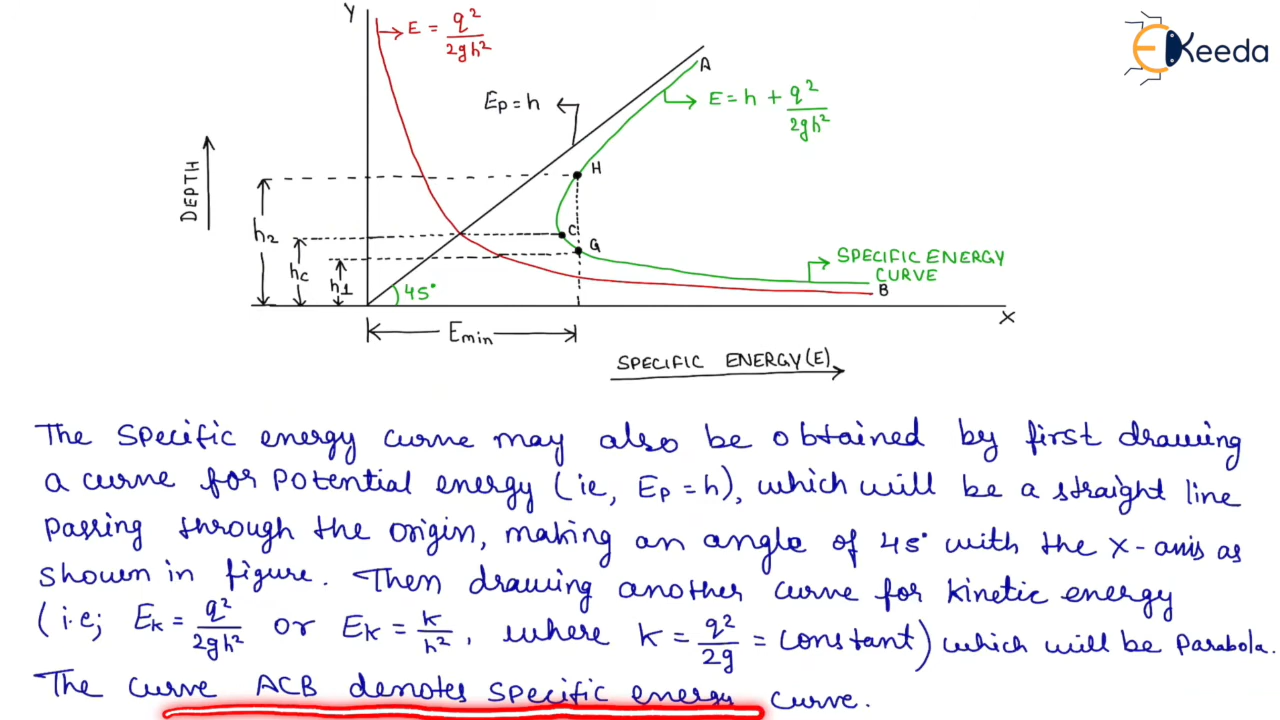 Y
E = q²/2gh²
EKeeda
A
Ep = h
E = h + q²/2gh²
DEPTH
H
h2
C
G
hc
h1
SPECIFIC ENERGY
CURVE
45°
B
X
Emin
SPECIFIC ENERGY (E)
The specific energy curve may also be obtained by first drawing
a curve for potential energy (ie, Ep = h), which will be a straight line
passing through the origin, making an angle of 45° with the x-axis as
shown in figure. Then drawing another curve for kinetic energy
(i.e; Ek = q²/2gh² or Ek = k/h², where k = q²/2g = constant) which will be parabola.
The curve ACB denotes specific energy curve.